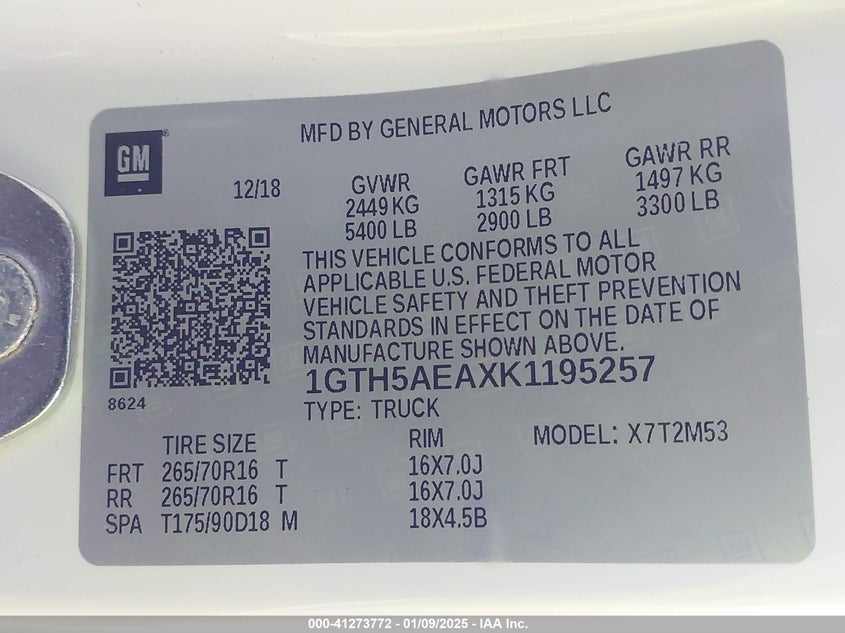 MFD BY GENERAL MOTORS LLC
GM
12/18
GVWR
2449 KG
5400 LB
GAWR FRT
1315 KG
2900 LB
GAWR RR
1497 KG
3300 LB
THIS VEHICLE CONFORMS TO ALL
APPLICABLE U.S. FEDERAL MOTOR
VEHICLE SAFETY AND THEFT PREVENTION
STANDARDS IN EFFECT ON THE DATE OF
MANUFACTURE SHOWN ABOVE.
1GTH5AEAXK1195257
8624
TYPE: TRUCK
TIRE SIZE RIM MODEL: X7T2M53
FRT 265/70R16 T 16X7.0J
RR 265/70R16 T 16X7.0J
SPA T175/90D18 M 18X4.5B
000-41273772 - 01/09/2025 - IAA Inc.